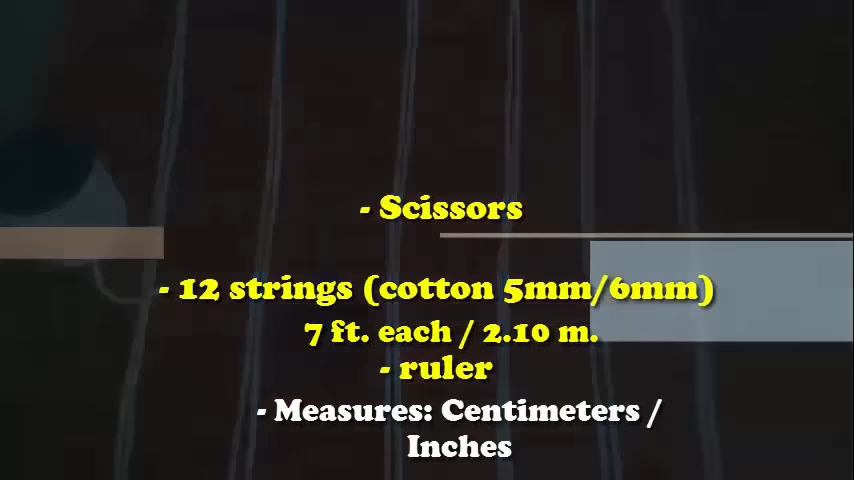 - Scissors
- 12 strings (cotton 5mm/6mm)
7 ft. each / 2.10 m.
- ruler
- Measures: Centimeters /
Inches